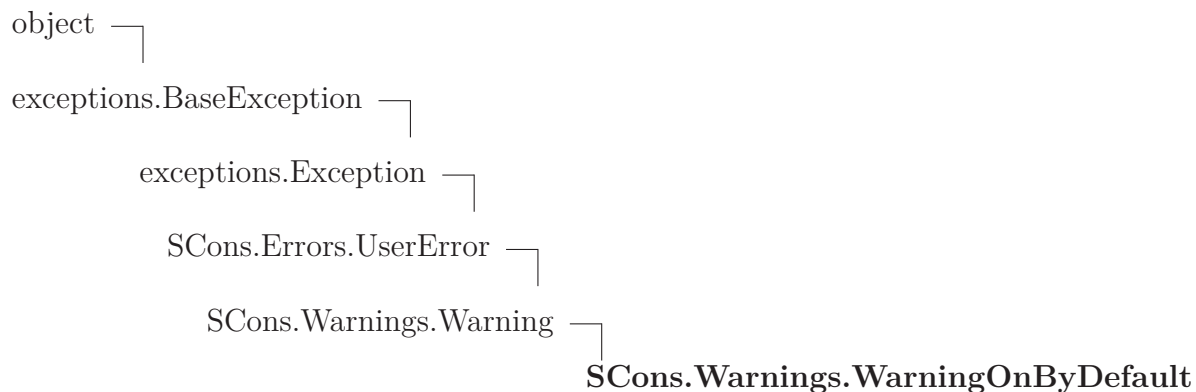 object
exceptions.BaseException
exceptions.Exception
SCons.Errors.UserError
SCons.Warnings.Warning
SCons.Warnings.WarningOnByDefault